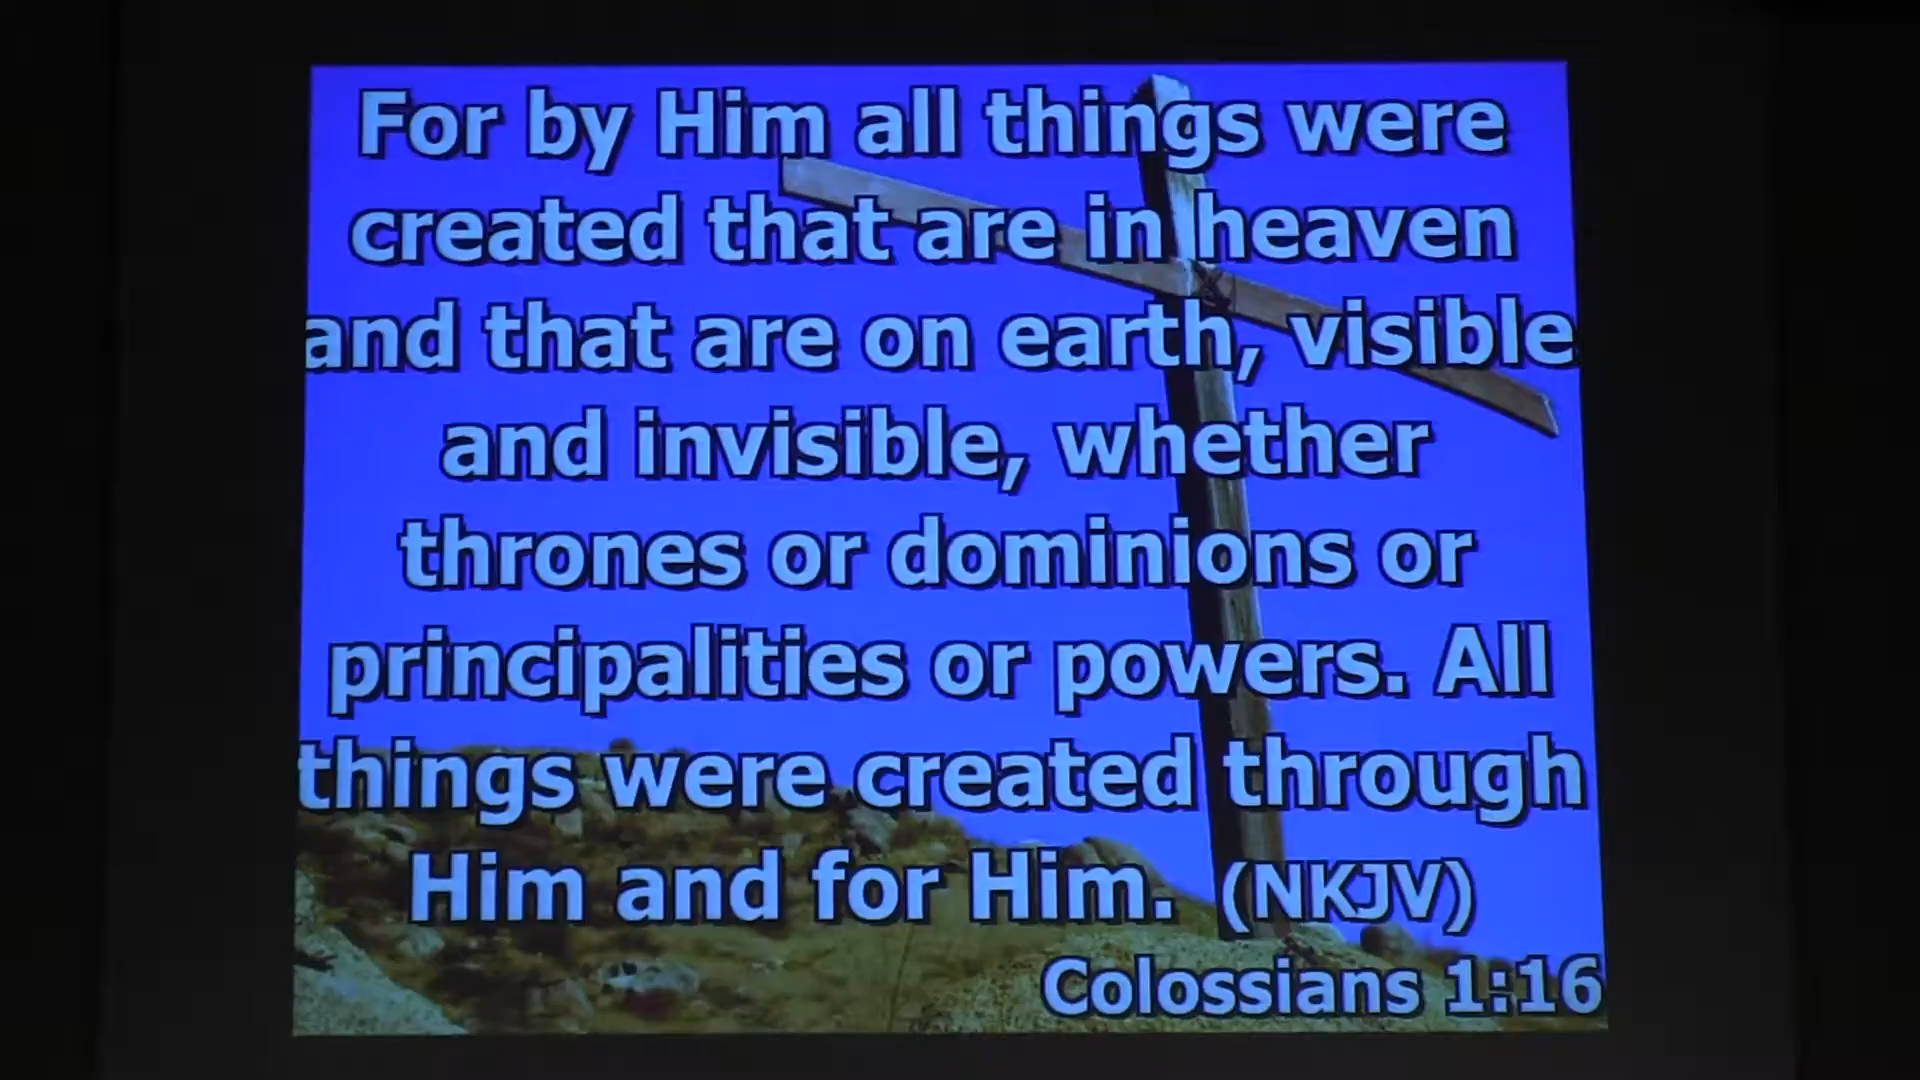 For by Him all things were
created that are in heaven
and that are on earth, visible
and invisible, whether
thrones or dominions or
principalities or powers. All
things were created through
Him and for Him. (NKJV)
Colossians 1:16